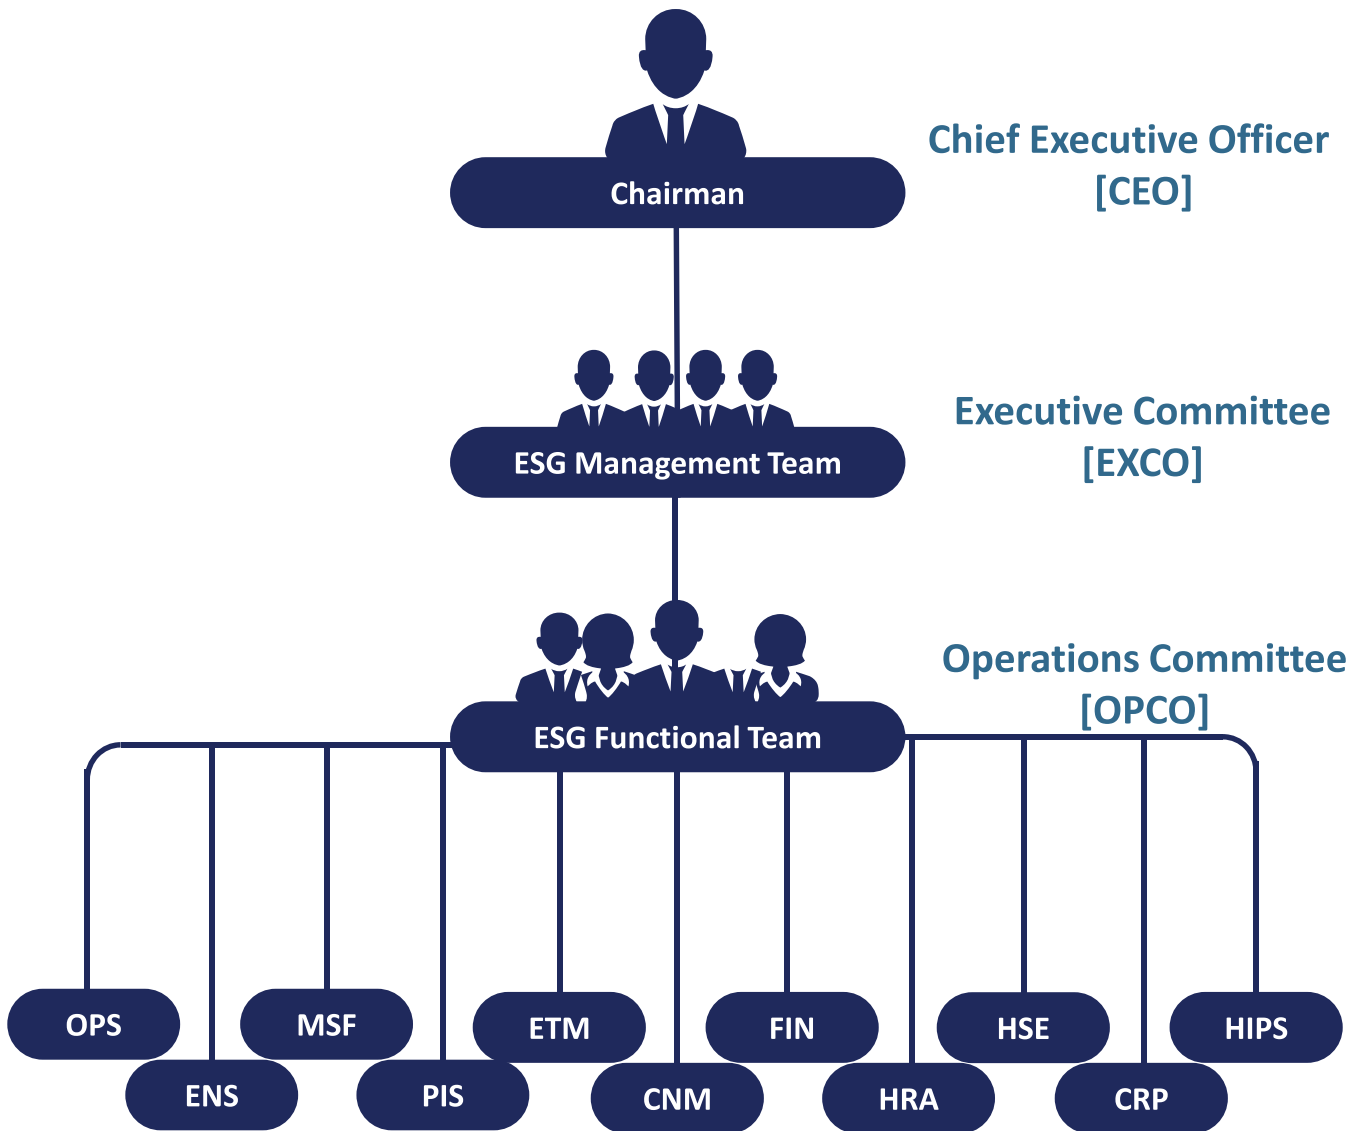 Chairman
Chief Executive Officer
[CEO]
ESG Management Team
Executive Committee
[EXCO]
ESG Functional Team
Operations Committee
[OPCO]
OPS
ENS
MSF
PIS
ETM
CNM
FIN
HRA
HSE
CRP
HIPS